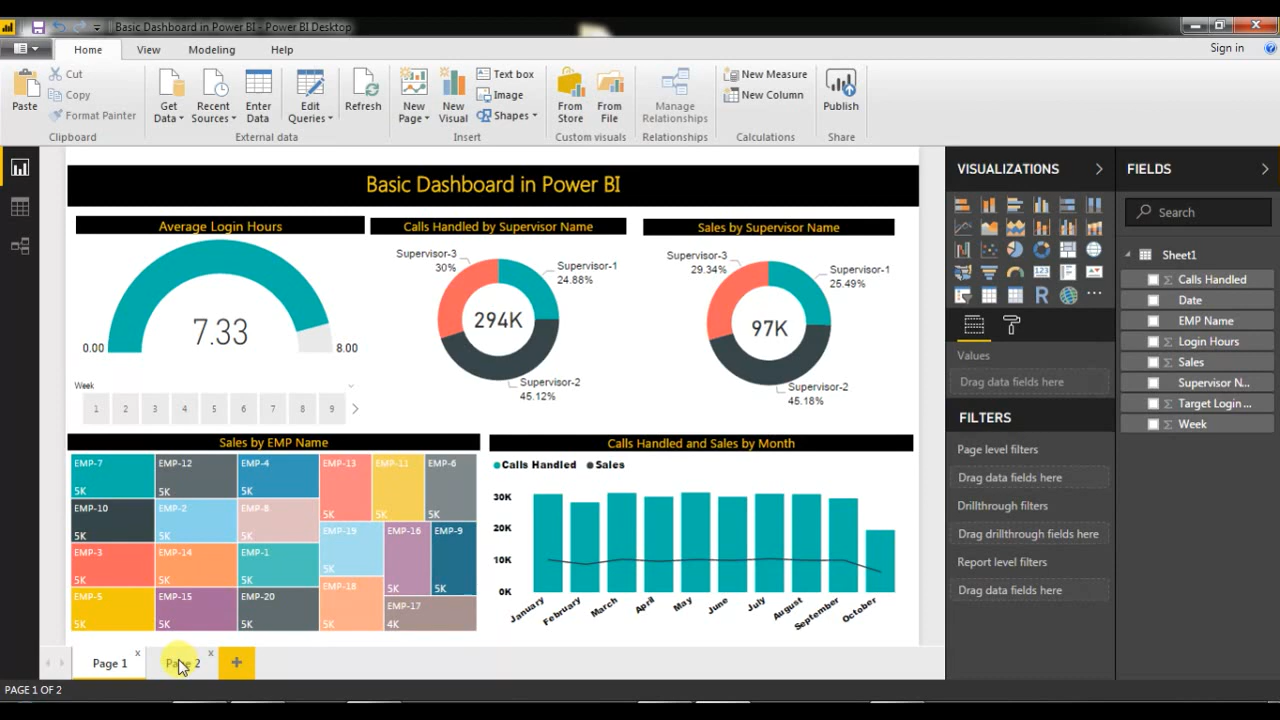 Basic Dashboard in Power BI - Power BI Desktop
Home View Modeling Help Sign in
Paste
Cut
Copy
Format Painter
Get Data
Recent Sources
Enter Data
Edit Queries
Refresh
New Page
New Visual
Text box
Image
Shapes
From Store
From File
Manage Relationships
New Measure
New Column
Publish
Clipboard External data Insert Custom visuals Relationships Calculations Share
Basic Dashboard in Power BI
Average Login Hours
7.33
0.00 8.00
Week
1 2 3 4 5 6 7 8 9
Calls Handled by Supervisor Name
Supervisor-3
30%
Supervisor-1
24.88%
294K
Supervisor-2
45.12%
Sales by Supervisor Name
Supervisor-3
29.34%
Supervisor-1
25.49%
97K
Supervisor-2
45.18%
Sales by EMP Name
EMP-7
5K
EMP-12
5K
EMP-4
5K
EMP-13
5K
EMP-11
5K
EMP-6
5K
EMP-10
5K
EMP-2
5K
EMP-8
5K
EMP-19
5K
EMP-16
5K
EMP-9
5K
EMP-3
5K
EMP-14
5K
EMP-1
5K
EMP-18
5K
EMP-17
4K
EMP-5
5K
EMP-15
5K
EMP-20
5K
Calls Handled and Sales by Month
Calls Handled Sales
30K
20K
10K
0K
January February March April May June July August September October
Page 1 Page 2
PAGE 1 OF 2
VISUALIZATIONS
R
Values
Drag data fields here
FILTERS
Page level filters
Drag data fields here
Drillthrough filters
Drag drillthrough fields here
Report level filters
Drag data fields here
FIELDS
Search
Sheet1
Calls Handled
Date
EMP Name
Login Hours
Sales
Supervisor N...
Target Login ...
Week